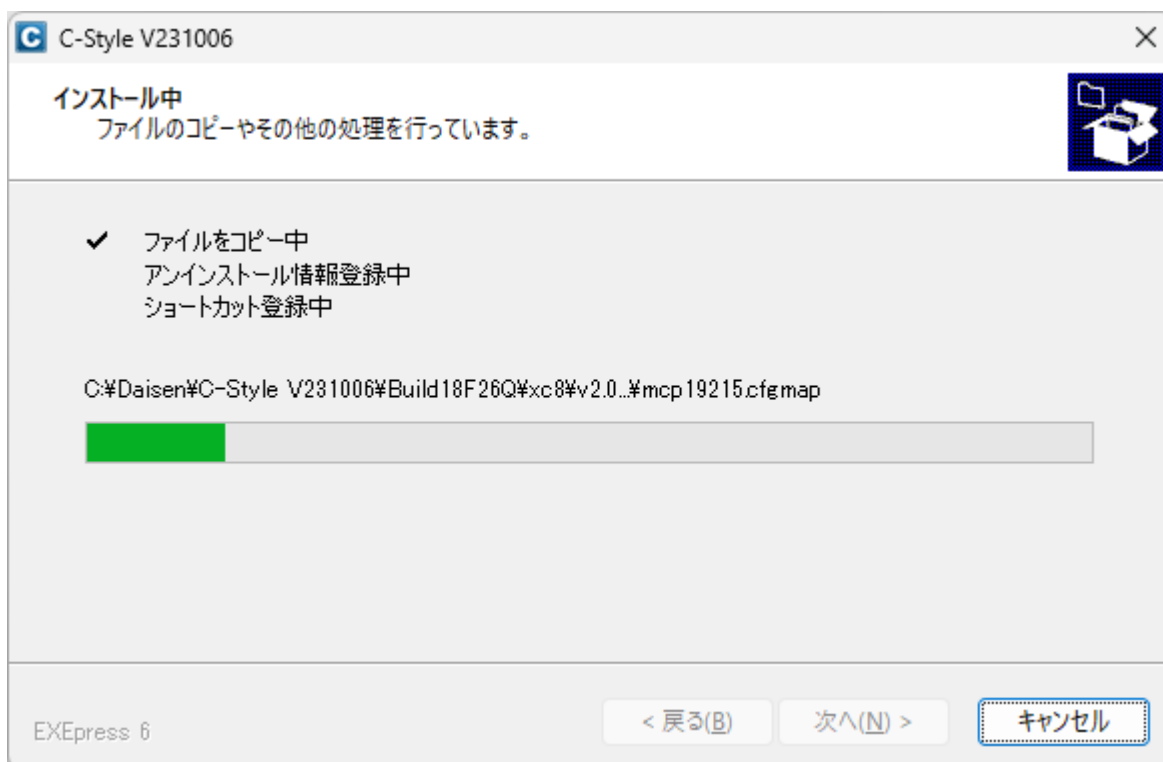 C-Style V231006
インストール中
ファイルのコピーやその他の処理を行っています。
ファイルをコピー中
アンインストール情報登録中
ショートカット登録中
C:¥Daisen¥C-Style V231006¥Build18F26Q¥xc8¥v2.0...¥mcp19215.cfgmap
EXEpress 6
< 戻る(B)
次へ(N) >
キャンセル